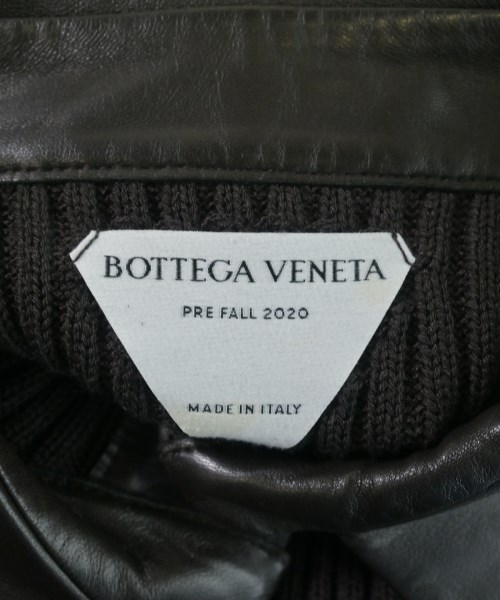 BOTTEGA VENETA
PRE FALL 2020
MADE IN ITALY